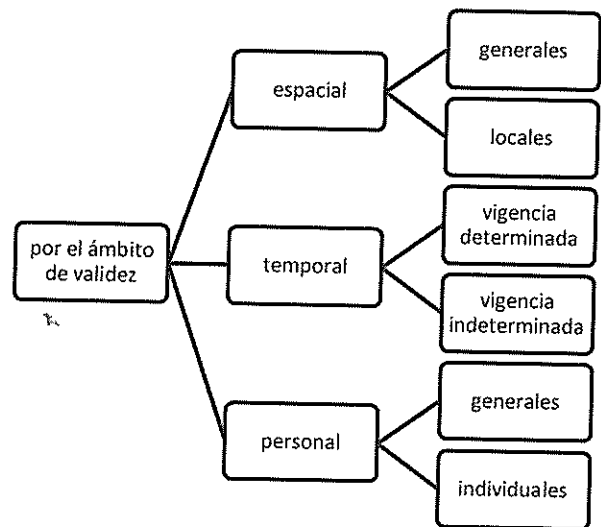 por el ámbito
de validez
espacial
generales
locales
temporal
vigencia
determinada
vigencia
indeterminada
personal
generales
individuales